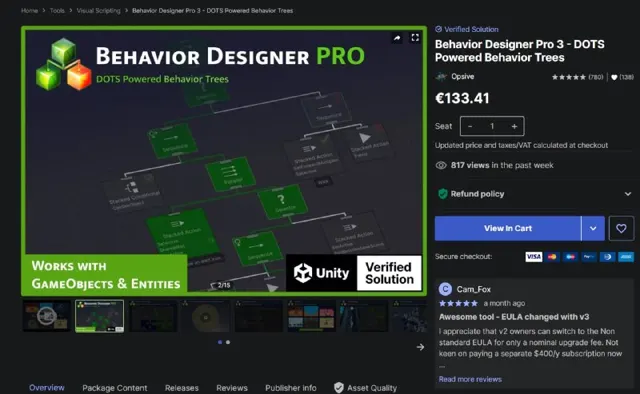 Home > Tools > Visual Scripting > Behavior Designer Pro 3 - DOTS Powered Behavior Trees
BEHAVIOR DESIGNER PRO
DOTS POWERED BEHAVIOR TREES
WORKS WITH
GAMEOBJECTS & ENTITIES
2/15
Unity
Verified
Solution
Overview
Package Content
Releases
Reviews
Publisher info
Asset Quality
Verified Solution
Behavior Designer Pro 3 - DOTS
Powered Behavior Trees
Opsive
(780)
(138)
€133.41
Seat
- 1 +
Updated price and taxes/VAT calculated at checkout
817 views in the past week
Refund policy
View In Cart
Secure checkout:
VISA
C
Cam_Fox
a month ago
Awesome tool - EULA changed with v3
I appreciate that v2 owners can switch to the Non
standard EULA for only a nominal upgrade fee. Not
keen on paying a separate $400/y subscription now
...
Read more reviews